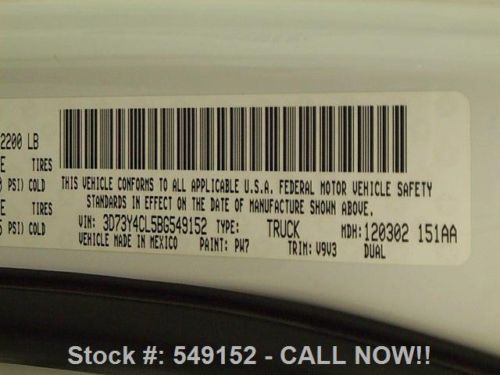 2200 LB
E TIRES
PSI) COLD
E TIRES
PSI) COLD
THIS VEHICLE CONFORMS TO ALL APPLICABLE U.S.A. FEDERAL MOTOR VEHICLE SAFETY
STANDARDS IN EFFECT ON THE DATE OF MANUFACTURE SHOWN ABOVE.
VIN: 3D73Y4CL5BG549152 TYPE: TRUCK MDH: 120302 151AA
VEHICLE MADE IN MEXICO PAINT: PW7 TRIM: V9V3 DUAL
Stock #: 549152 - CALL NOW!!